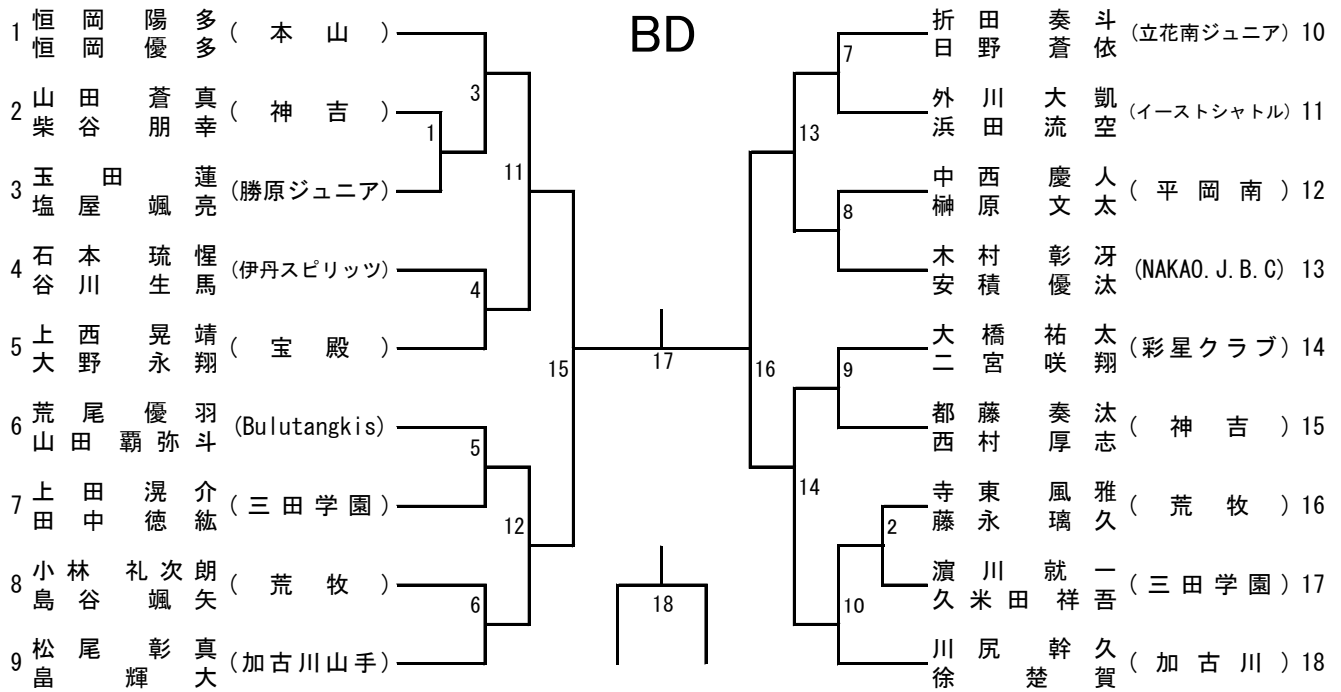 BD
1 恒岡 陽多 (本山)
恒岡 優多
2 山田 蒼真 (神吉)
柴谷 朋幸
3 玉田 蓮 (勝原ジュニア)
塩屋 颯亮
4 石本 琉惺 (伊丹スピリッツ)
谷川 生馬
5 上西 晃靖 (宝殿)
大野 永翔
6 荒尾 優羽 (Bulutangkis)
山田 覇弥斗
7 上田 滉介 (三田学園)
田中 徳紘
8 小林 礼次朗 (荒牧)
島谷 颯矢
9 松尾 彰真 (加古川山手)
畠 輝大
3
1
11
4
15
5
12
6
17
18
折田 奏斗 (立花南ジュニア) 10
日野 蒼依
外川 大凱 (イーストシャトル) 11
浜田 流空
中西 慶人 (平岡南) 12
榊原 文太
木村 彰冴 (NAKAO.J.B.C) 13
安積 優汰
大橋 祐太 (彩星クラブ) 14
二宮 咲翔
都藤 奏汰 (神吉) 15
西村 厚志
寺東 風雅 (荒牧) 16
藤永 璃久
濵川 就一 (三田学園) 17
久米田 祥吾
川尻 幹久 (加古川) 18
徐 楚賀
7
13
8
16
9
14
2
10